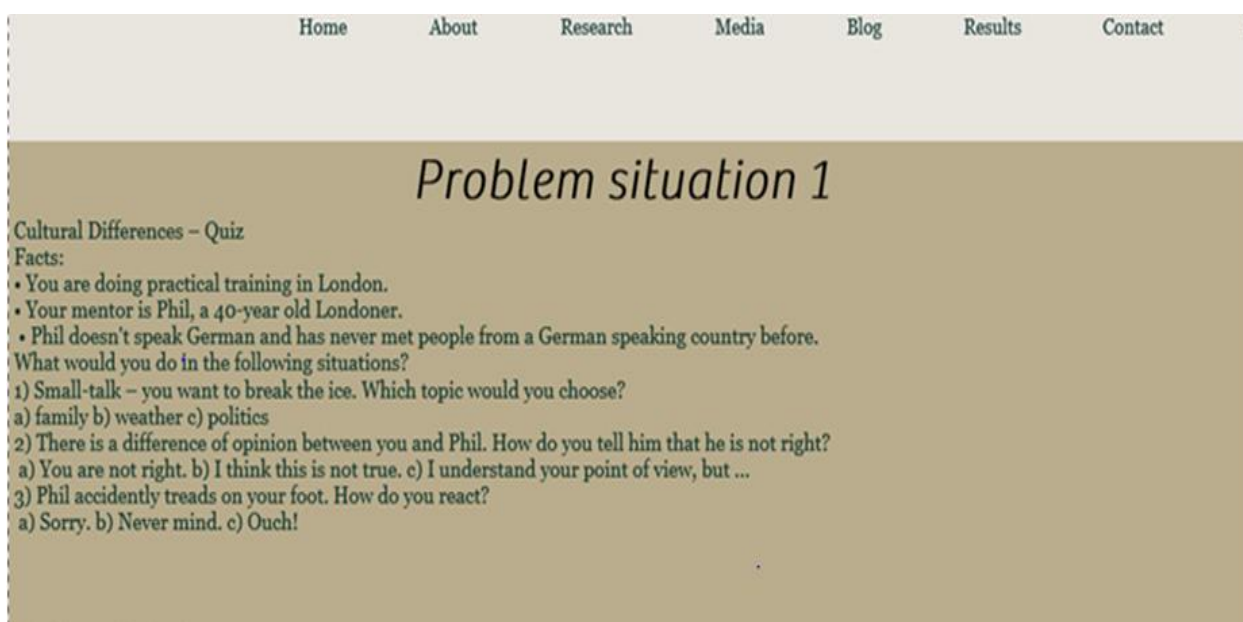 Home About Research Media Blog Results Contact
Problem situation 1
Cultural Differences – Quiz
Facts:
• You are doing practical training in London.
• Your mentor is Phil, a 40-year old Londoner.
• Phil doesn't speak German and has never met people from a German speaking country before.
What would you do in the following situations?
1) Small-talk – you want to break the ice. Which topic would you choose?
a) family b) weather c) politics
2) There is a difference of opinion between you and Phil. How do you tell him that he is not right?
a) You are not right. b) I think this is not true. c) I understand your point of view, but ...
3) Phil accidently treads on your foot. How do you react?
a) Sorry. b) Never mind. c) Ouch!